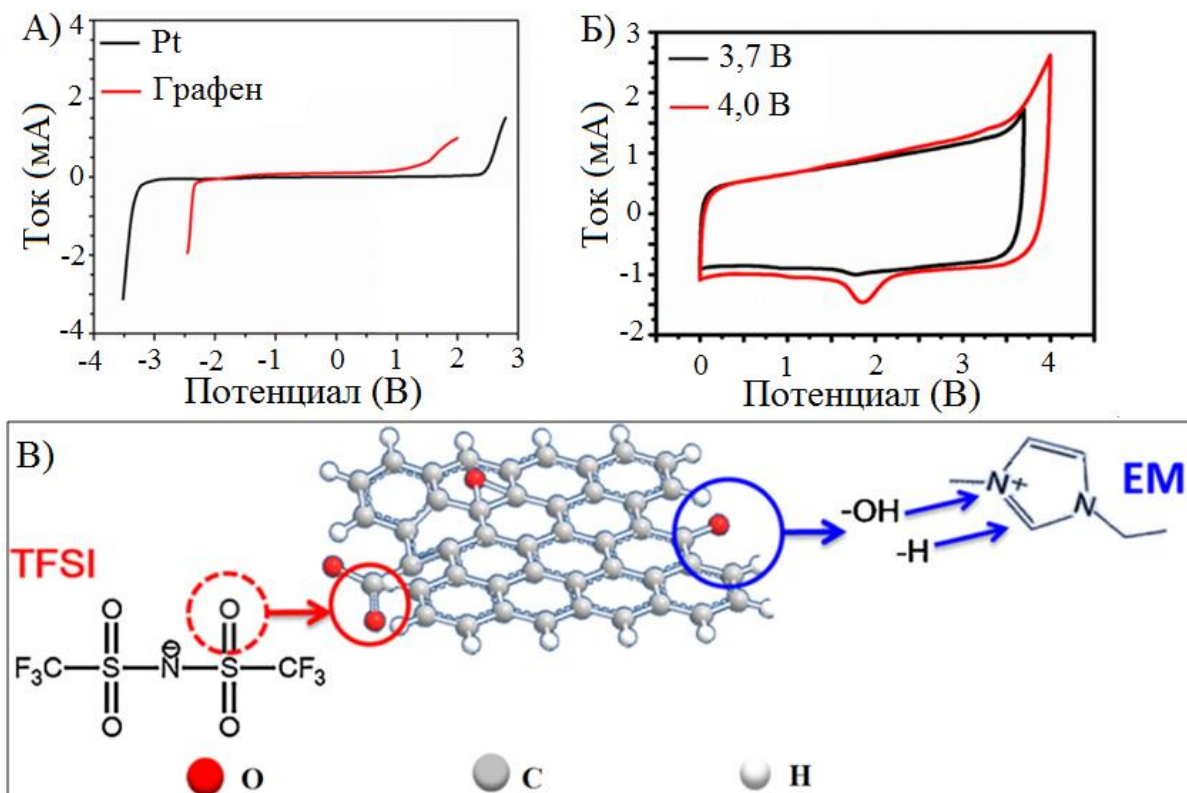 А)
Pt
Графен
Ток (мА)
4
2
0
-2
-4
-4 -3 -2 -1 0 1 2 3
Потенциал (В)
Б)
3,7 В
4,0 В
Ток (мА)
3
2
1
0
-1
-2
0 1 2 3 4
Потенциал (В)
В)
TFSI
O O
F₃C S N S CF₃
⊖
O O
-OH
-H
N+
N
EM
O C H